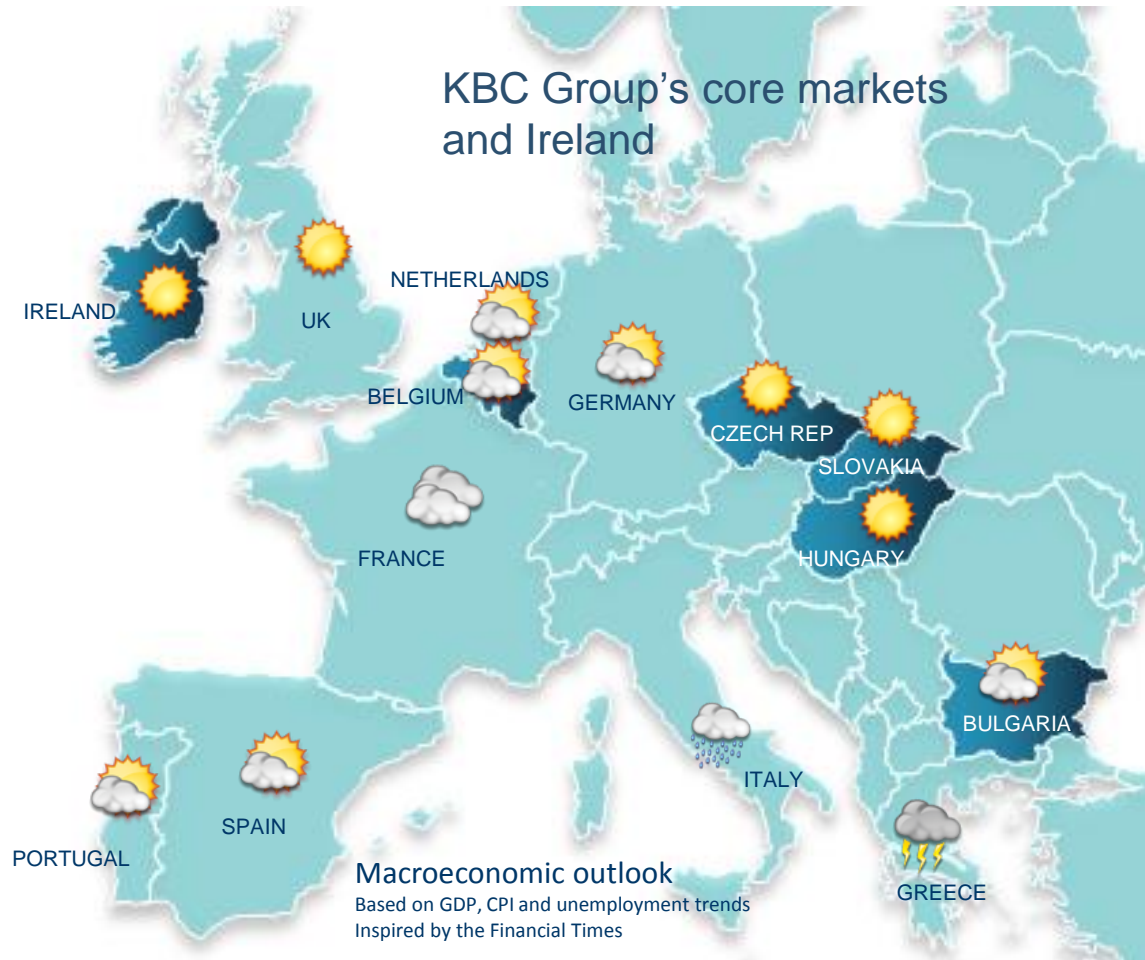 KBC Group's core markets
and Ireland
NETHERLANDS
IRELAND
UK
BELGIUM
GERMANY
CZECH REP
SLOVAKIA
FRANCE
HUNGARY
BULGARIA
ITALY
SPAIN
PORTUGAL
GREECE
Macroeconomic outlook
Based on GDP, CPI and unemployment trends
Inspired by the Financial Times